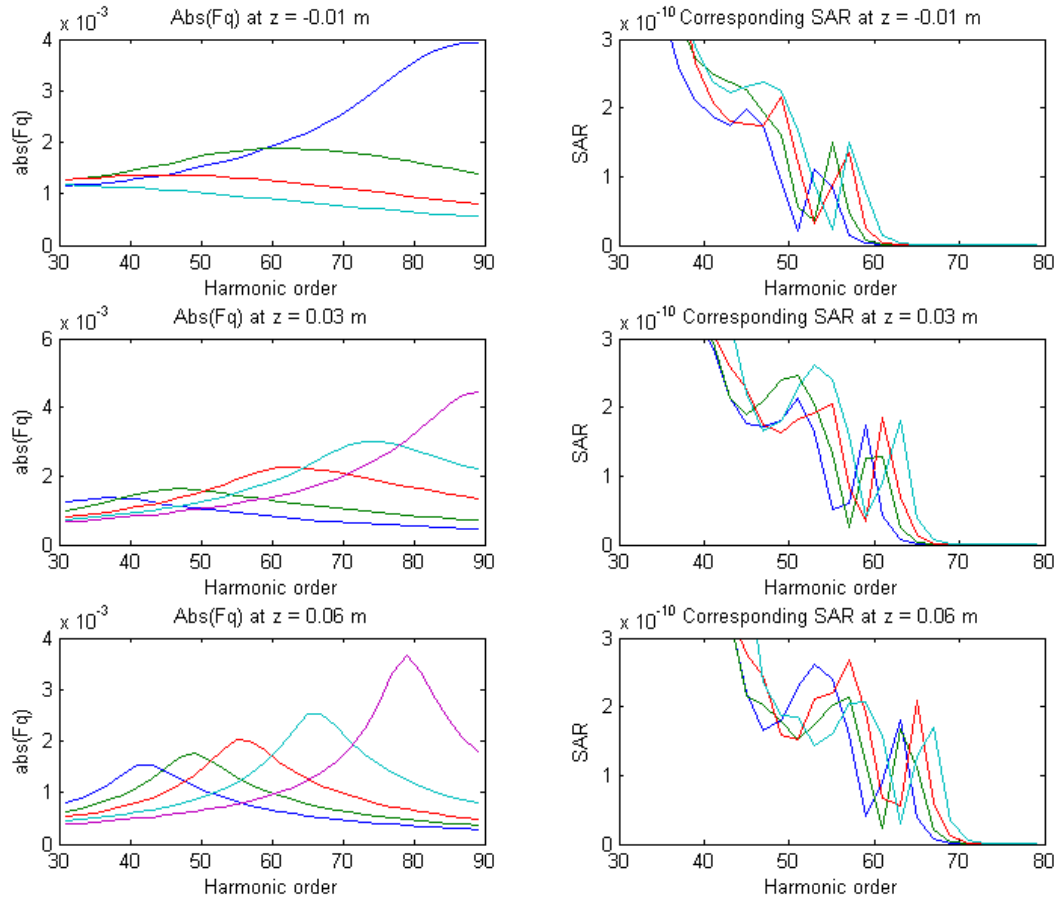 x 10-3 Abs(Fq) at z = -0.01 m
4
3
2
1
0
abs(Fq)
30 40 50 60 70 80 90
Harmonic order
x 10-10 Corresponding SAR at z = -0.01 m
3
2
1
0
SAR
30 40 50 60 70 80
Harmonic order
x 10-3 Abs(Fq) at z = 0.03 m
6
4
2
0
abs(Fq)
30 40 50 60 70 80 90
Harmonic order
x 10-10 Corresponding SAR at z = 0.03 m
3
2
1
0
SAR
30 40 50 60 70 80
Harmonic order
x 10-3 Abs(Fq) at z = 0.06 m
4
3
2
1
0
abs(Fq)
30 40 50 60 70 80 90
Harmonic order
x 10-10 Corresponding SAR at z = 0.06 m
3
2
1
0
SAR
30 40 50 60 70 80
Harmonic order